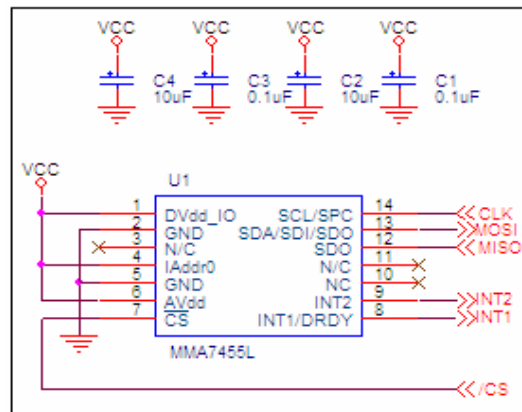 VCC VCC VCC VCC
C4 C3 C2 C1
10uF 0.1uF 10uF 0.1uF
VCC
U1
1 DVdd_IO SCL/SPC 14 CLK
2 GND SDA/SDI/SDO 13 MOSI
3 N/C SDO 12 MISO
4 IAddr0 N/C 11
5 GND NC 10
6 AVdd INT2 9 INT2
7 CS INT1/DRDY 8 INT1
MMA7455L
/CS